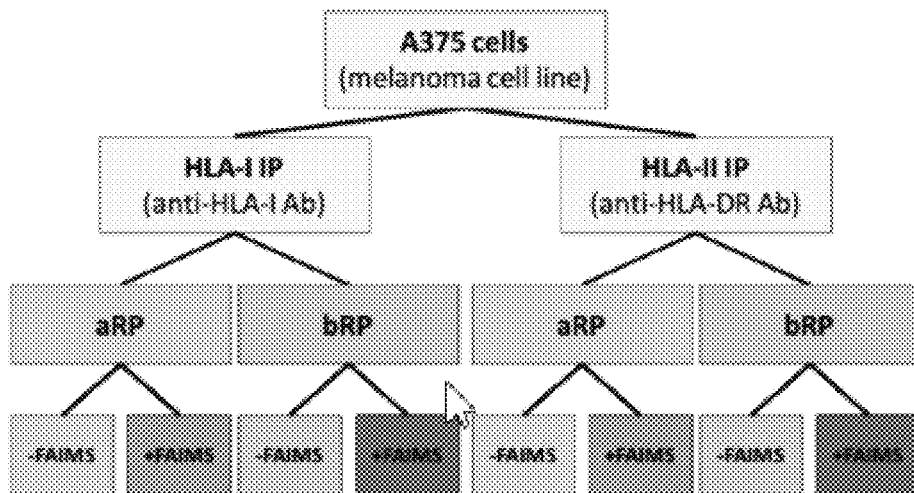 A375 cells
(melanoma cell line)
HLA-I IP
(anti-HLA-I Ab)
HLA-II IP
(anti-HLA-DR Ab)
aRP
bRP
aRP
bRP
-FAIMS
+FAIMS
-FAIMS
+FAIMS
-FAIMS
+FAIMS
-FAIMS
+FAIMS